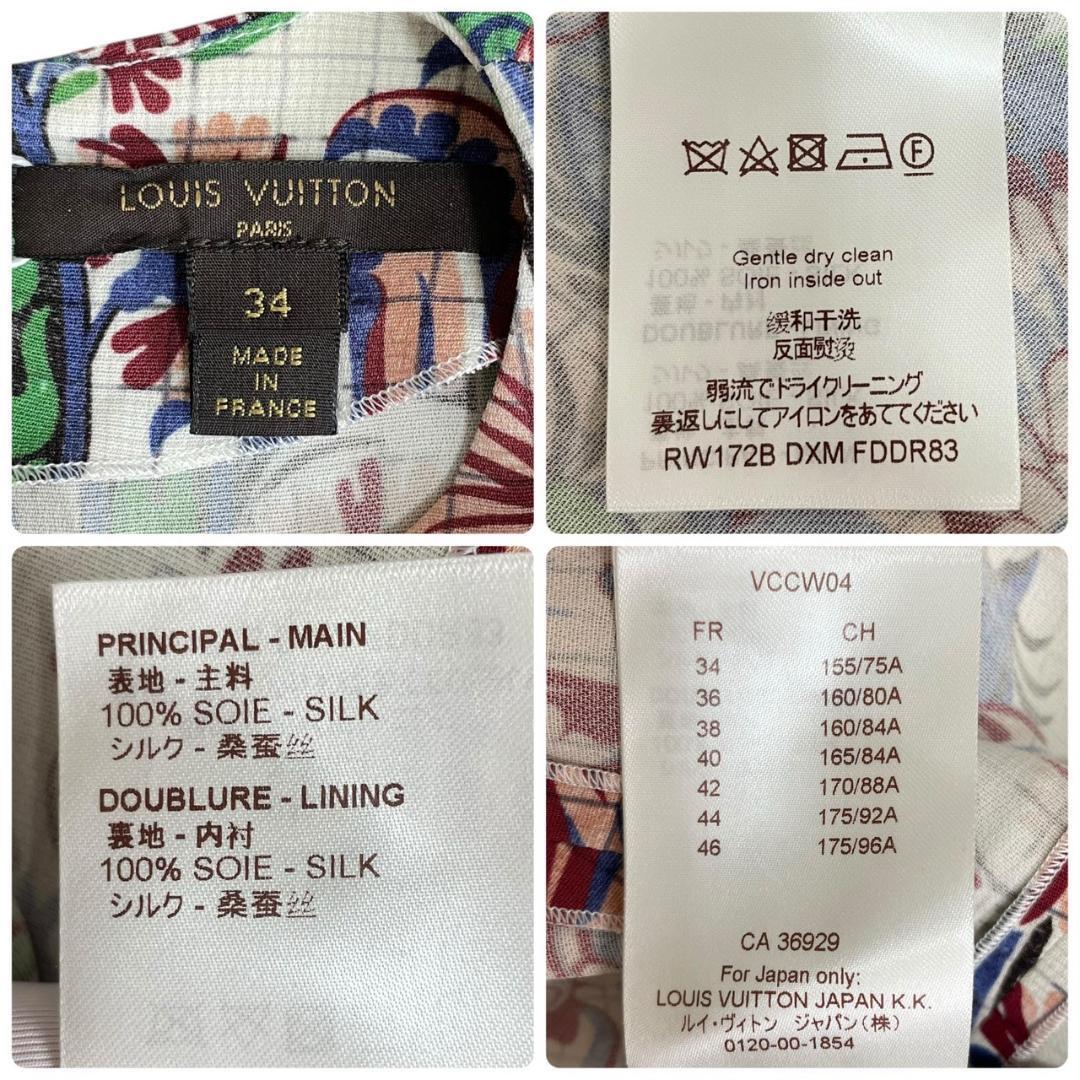 LOUIS VUITTON
PARIS
34
MADE
IN
FRANCE
Gentle dry clean
Iron inside out
缓和干洗
反面熨烫
弱流でドライクリーニング
裏返しにしてアイロンをあててください
RW172B DXM FDDR83
PRINCIPAL - MAIN
表地 - 主料
100% SOIE - SILK
シルク - 桑蚕丝
DOUBLURE - LINING
裏地 - 内衬
100% SOIE - SILK
シルク - 桑蚕丝
VCCW04
FR CH
34 155/75A
36 160/80A
38 160/84A
40 165/84A
42 170/88A
44 175/92A
46 175/96A
CA 36929
For Japan only:
LOUIS VUITTON JAPAN K.K.
ルイ・ヴィトン ジャパン(株)
0120-00-1854